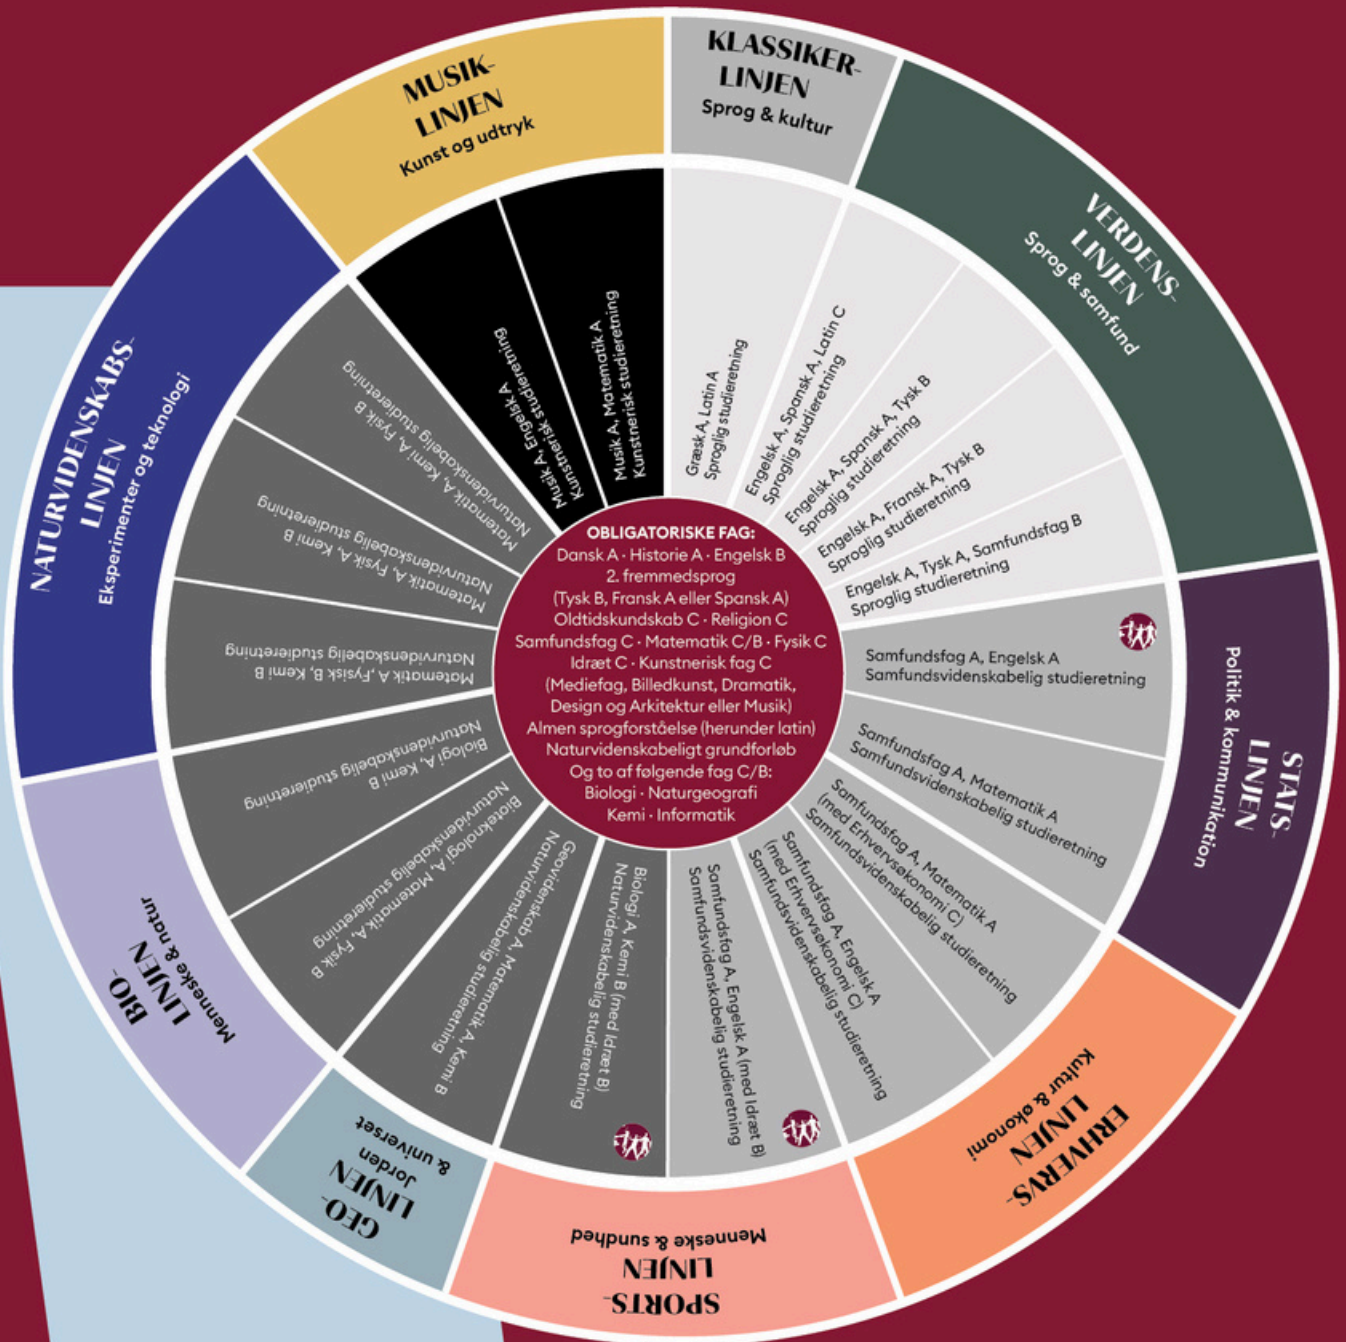 KLASSIKER-
LINJEN
Sprog & kultur
Græsk A, Latin A
Sproglig studieretning
VERDENS-
LINJEN
Sprog & samfund
Engelsk A, Spansk A, Latin C
Sproglig studieretning
Engelsk A, Spansk A, Tysk B
Sproglig studieretning
Engelsk A, Fransk A, Tysk B
Sproglig studieretning
Engelsk A, Tysk A, Samfundsfag B
Sproglig studieretning
STATS-
LINJEN
Politik & kommunikation
Samfundsfag A, Engelsk A
Samfundsvidenskabelig studieretning
Samfundsfag A, Matematik A
Samfundsvidenskabelig studieretning
ERHVERVS-
LINJEN
Kultur & økonomi
Samfundsfag A, Matematik A
(med Erhvervsøkonomi C)
Samfundsvidenskabelig studieretning
Samfundsfag A, Engelsk A
(med Erhvervsøkonomi C)
Samfundsvidenskabelig studieretning
SPORTS-
LINJEN
Menneske & sundhed
Samfundsfag A, Engelsk A (med Idræt B)
Samfundsvidenskabelig studieretning
Biologi A, Kemi B (med Idræt B)
Naturvidenskabelig studieretning
GEO-
LINJEN
Jorden
& universet
Geovidenskab A, Matematik A, Kemi B
Naturvidenskabelig studieretning
BIO-
LINJEN
Menneske & natur
Bioteknologi A, Matematik A, Fysik B
Naturvidenskabelig studieretning
Biologi A, Kemi B
Naturvidenskabelig studieretning
NATURVIDENSKABS-
LINJEN
Eksperimenter og teknologi
Matematik A, Fysisk B, Kemi B
Naturvidenskabelig studieretning
Matematik A, Fysik A, Kemi B
Naturvidenskabelig studieretning
Matematik A, Kemi A, Fysik B
Naturvidenskabelig studieretning
MUSIK-
LINJEN
Kunst og udtryk
Musik A, Engelsk A
Kunstnerisk studieretning
Musik A, Matematik A
Kunstnerisk studieretning
OBLIGATORISKE FAG:
Dansk A · Historie A · Engelsk B
2. fremmedsprog
(Tysk B, Fransk A eller Spansk A)
Oldtidskundskab C · Religion C
Samfundsfag C · Matematik C/B · Fysik C
Idræt C · Kunstnerisk fag C
(Mediefag, Billedkunst, Dramatik,
Design og Arkitektur eller Musik)
Almen sprogforståelse (herunder latin)
Naturvidenskabeligt grundforløb
Og to af følgende fag C/B:
Biologi · Naturgeografi
Kemi · Informatik